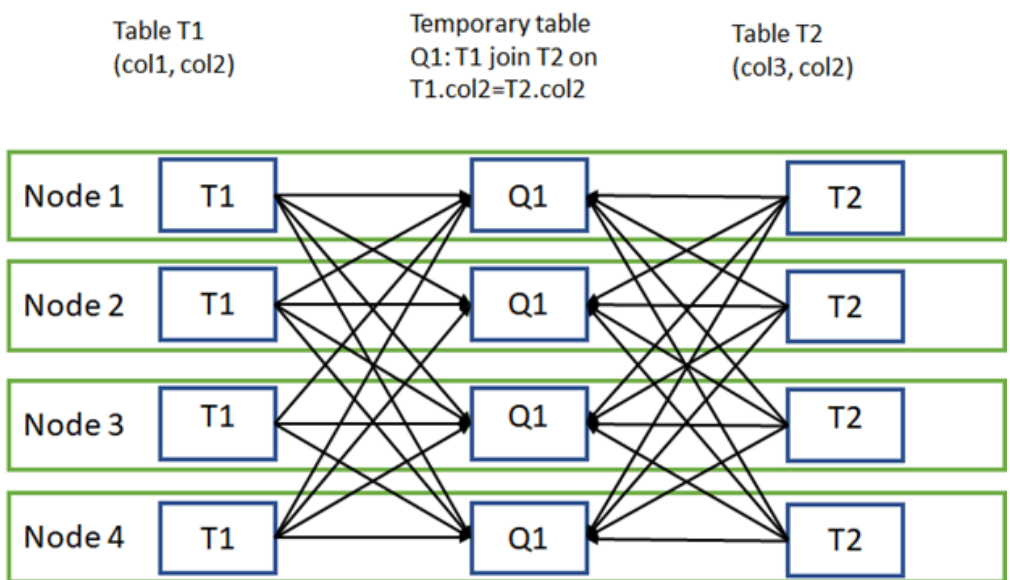 Table T1
(col1, col2)
Temporary table
Q1: T1 join T2 on
T1.col2=T2.col2
Table T2
(col3, col2)
Node 1 T1 Q1 T2
Node 2 T1 Q1 T2
Node 3 T1 Q1 T2
Node 4 T1 Q1 T2